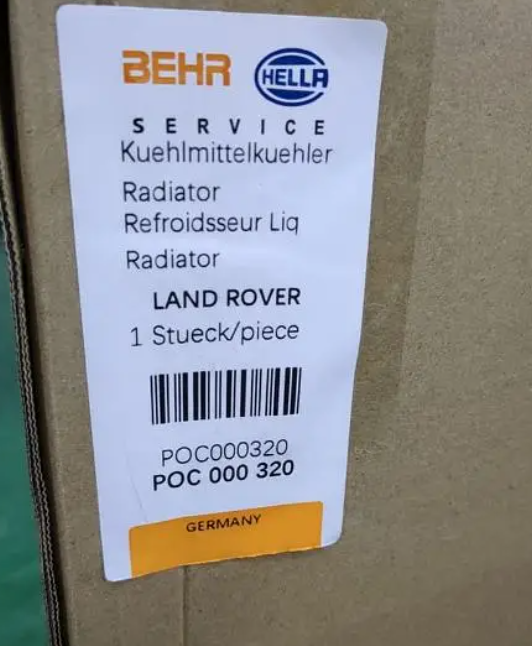 BEHR HELLA
SERVICE
Kuehlmittelkuehler
Radiator
Refroidsseur Liq
Radiator
LAND ROVER
1 Stueck/piece
POC000320
POC 000 320
GERMANY